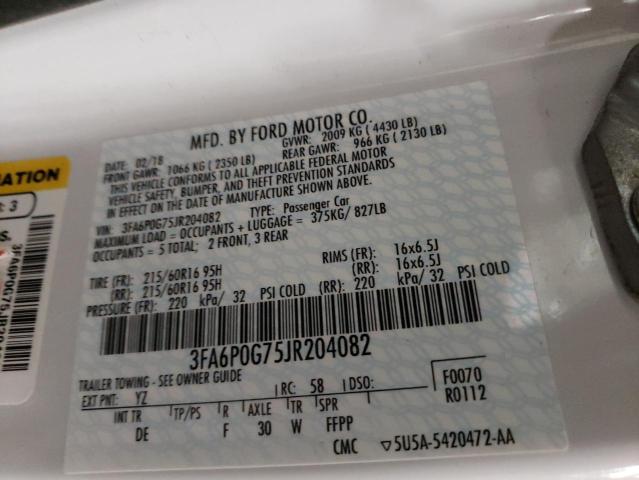 MFD. BY FORD MOTOR CO.
DATE: 02/18 GVWR: 2009 KG (4430 LB)
FRONT GAWR: 1066 KG (2350 LB) REAR GAWR: 966 KG (2130 LB)
THIS VEHICLE CONFORMS TO ALL APPLICABLE FEDERAL MOTOR
VEHICLE SAFETY, BUMPER, AND THEFT PREVENTION STANDARDS
IN EFFECT ON THE DATE OF MANUFACTURE SHOWN ABOVE.
VIN: 3FA6P0G75JR204082 TYPE: Passenger Car
MAXIMUM LOAD = OCCUPANTS + LUGGAGE = 375KG/ 827LB
OCCUPANTS = 5 TOTAL; 2 FRONT, 3 REAR
TIRE (FR): 215/60R16 95H RIMS (FR): 16x6.5J
(RR): 215/60R16 95H (RR): 16x6.5J
PRESSURE (FR): 220 kPa/ 32 PSI COLD (RR): 220 kPa/ 32 PSI COLD
3FA6P0G75JR204082
TRAILER TOWING - SEE OWNER GUIDE
EXT PNT: YZ RC: 58 DSO: F0070
R0112
INT TR TP/PS R AXLE TR SPR
DE F 30 W FFPP
CMC ▽5U5A-5420472-AA
MATION
: 3
S